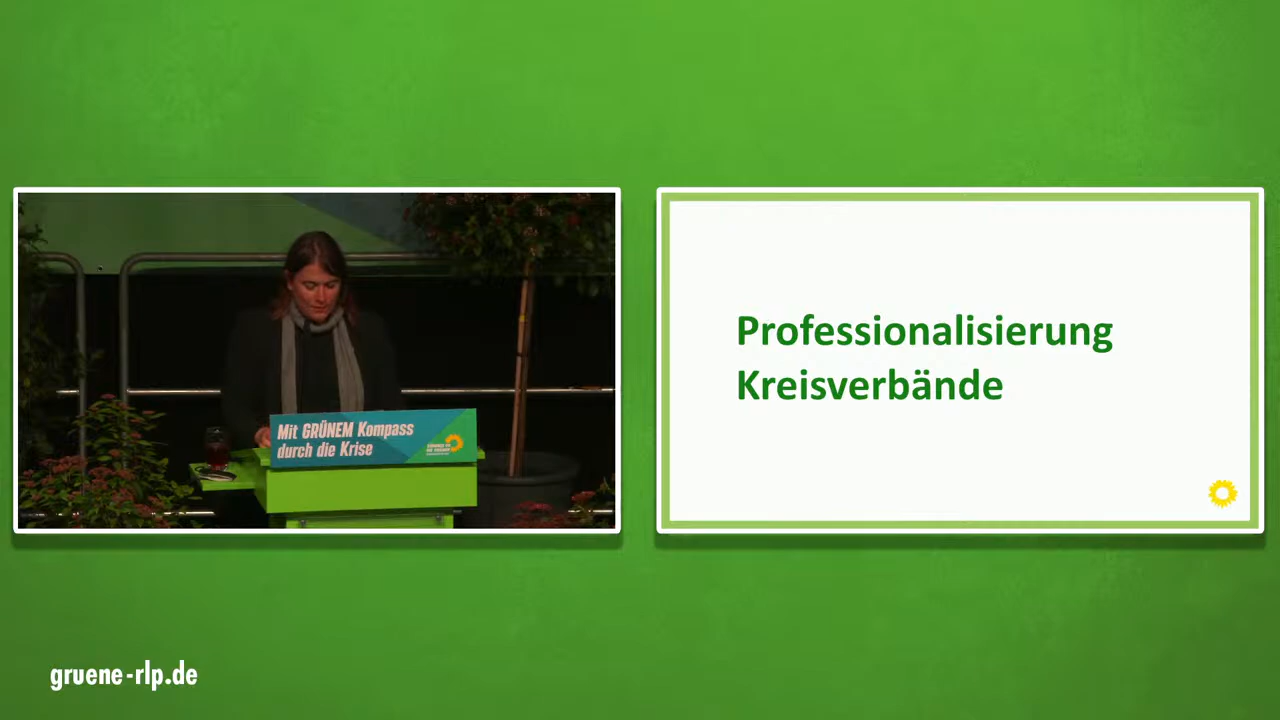 Mit GRÜNEM Kompass
durch die Krise
Professionalisierung
Kreisverbände
gruene-rlp.de